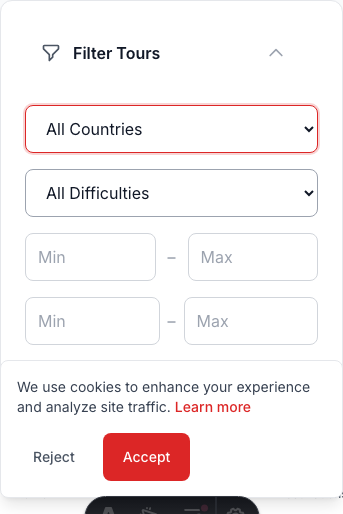 Filter Tours
All Countries
All Difficulties
Min – Max
Min – Max
We use cookies to enhance your experience
and analyze site traffic. Learn more
Reject Accept